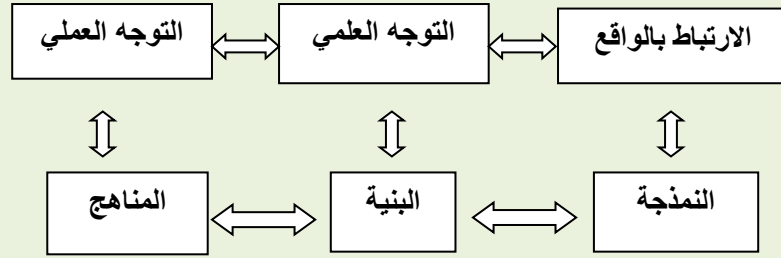 الارتباط بالواقع
التوجه العلمي
التوجه العملي
النمذجة
البنية
المناهج